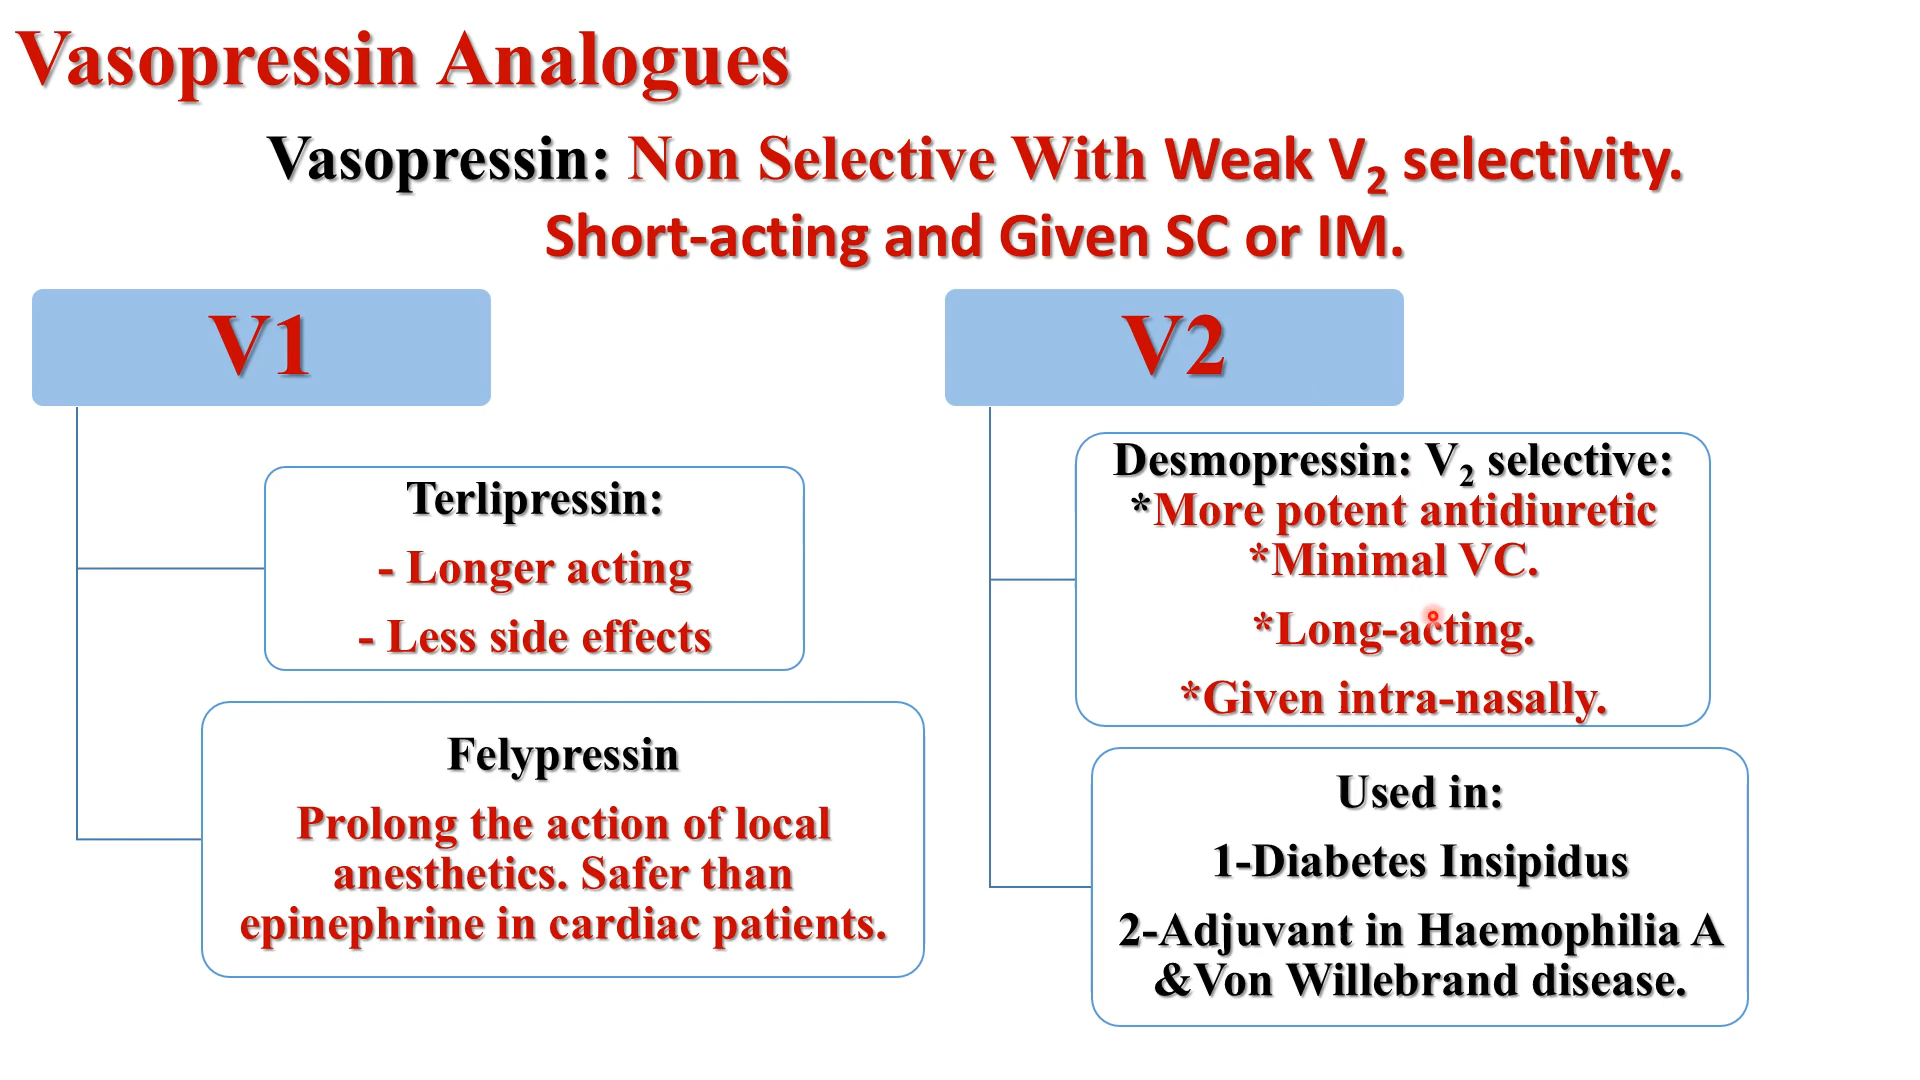 Vasopressin Analogues
Vasopressin: Non Selective With Weak V₂ selectivity.
Short-acting and Given SC or IM.
V1
Terlipressin:
- Longer acting
- Less side effects
Felypressin
Prolong the action of local
anesthetics. Safer than
epinephrine in cardiac patients.
V2
Desmopressin: V₂ selective:
*More potent antidiuretic
*Minimal VC.
*Long-acting.
*Given intra-nasally.
Used in:
1-Diabetes Insipidus
2-Adjuvant in Haemophilia A
&Von Willebrand disease.